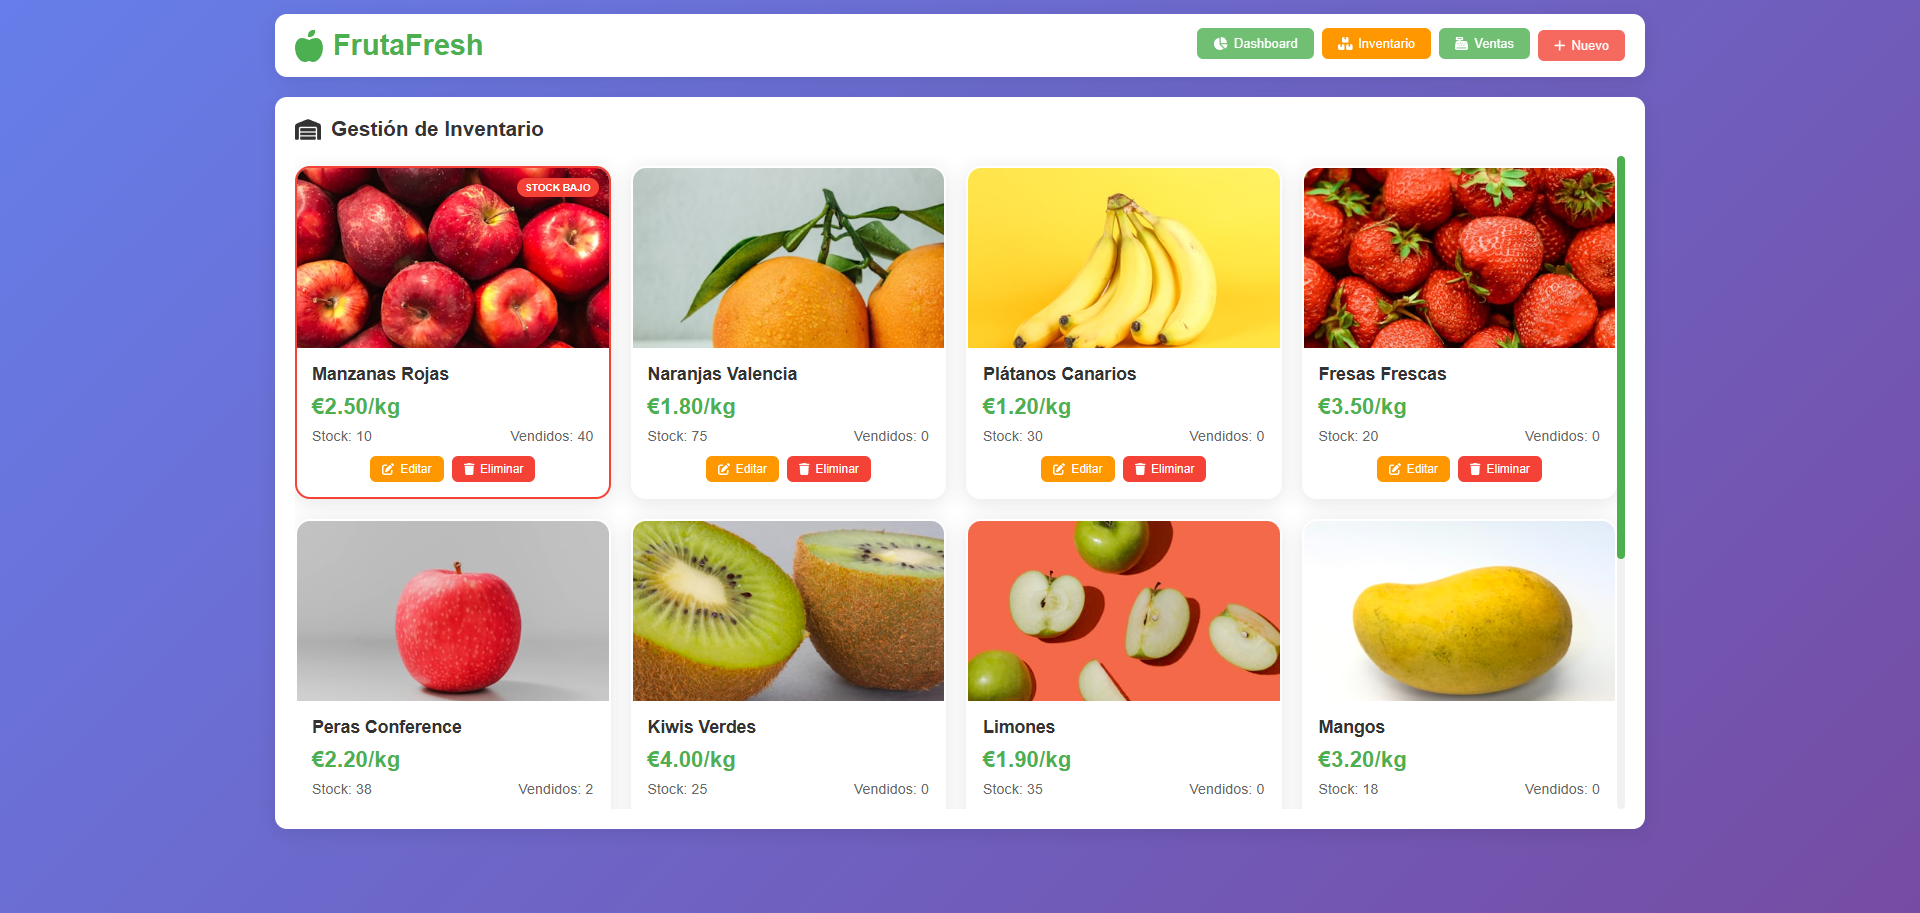 FrutaFresh
Dashboard
Inventario
Ventas
Nuevo
Gestión de Inventario
STOCK BAJO
Manzanas Rojas
€2.50/kg
Stock: 10 Vendidos: 40
Editar Eliminar
Naranjas Valencia
€1.80/kg
Stock: 75 Vendidos: 0
Editar Eliminar
Plátanos Canarios
€1.20/kg
Stock: 30 Vendidos: 0
Editar Eliminar
Fresas Frescas
€3.50/kg
Stock: 20 Vendidos: 0
Editar Eliminar
Peras Conference
€2.20/kg
Stock: 38 Vendidos: 2
Kiwis Verdes
€4.00/kg
Stock: 25 Vendidos: 0
Limones
€1.90/kg
Stock: 35 Vendidos: 0
Mangos
€3.20/kg
Stock: 18 Vendidos: 0